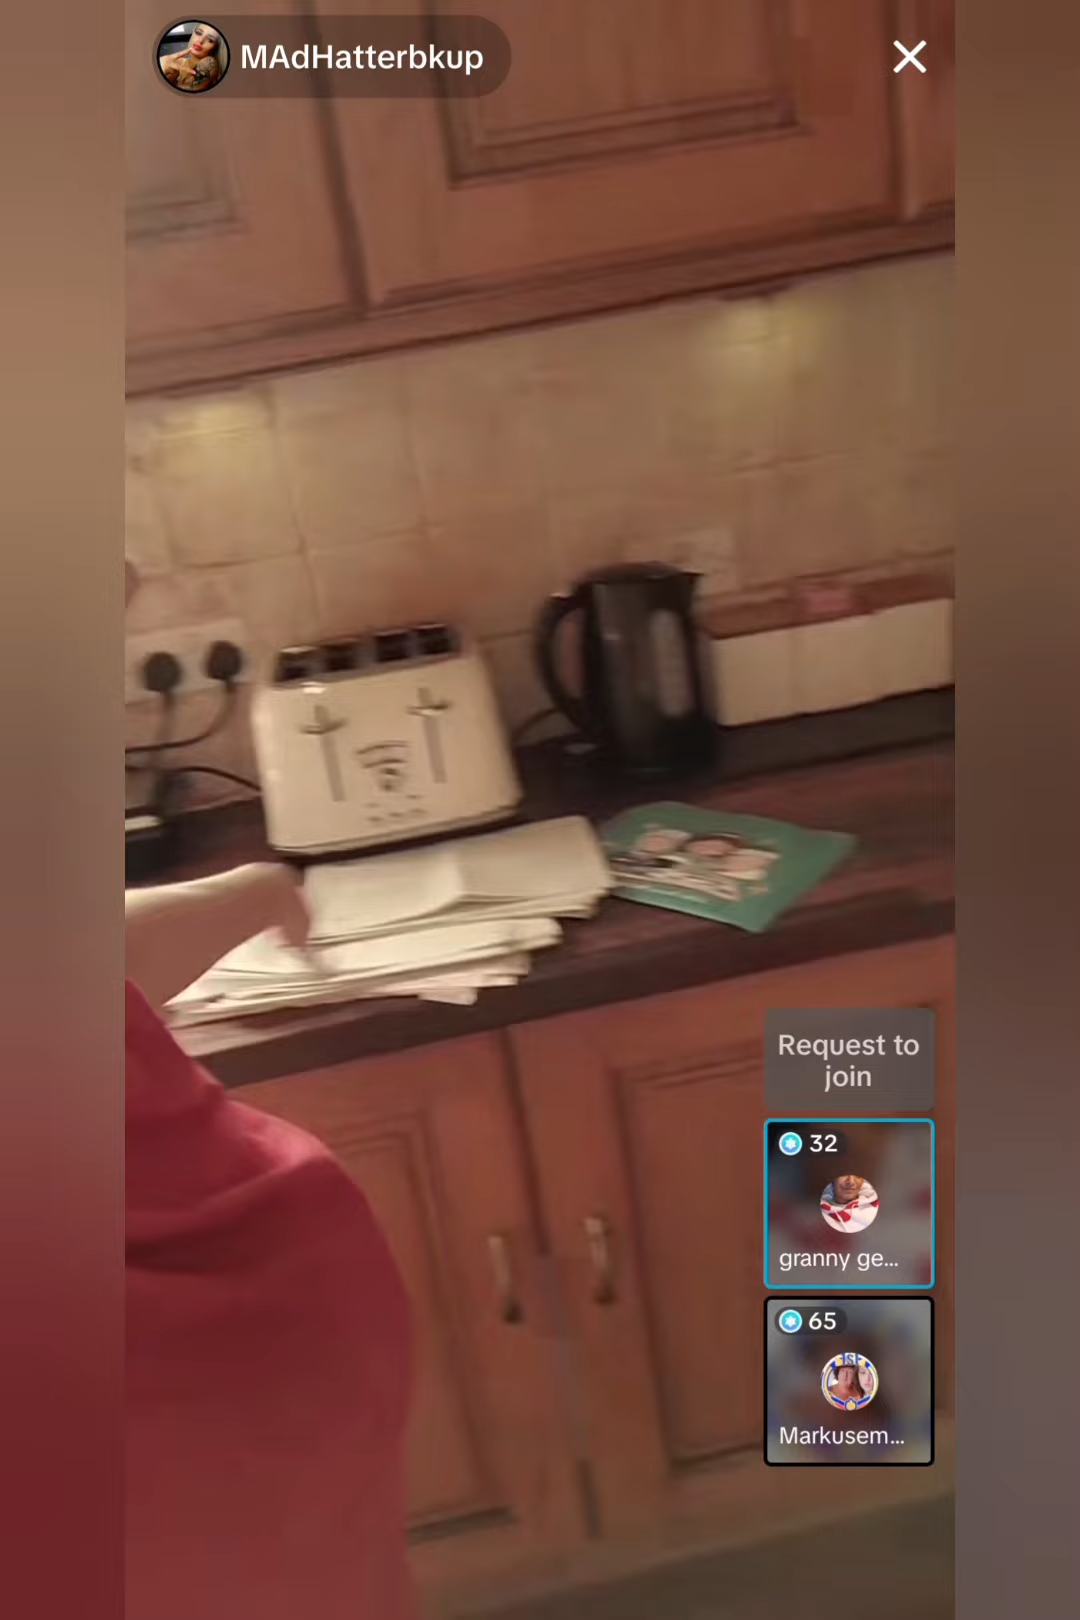 MAdHatterbkup
Request to
join
32
granny ge...
65
Markusem...